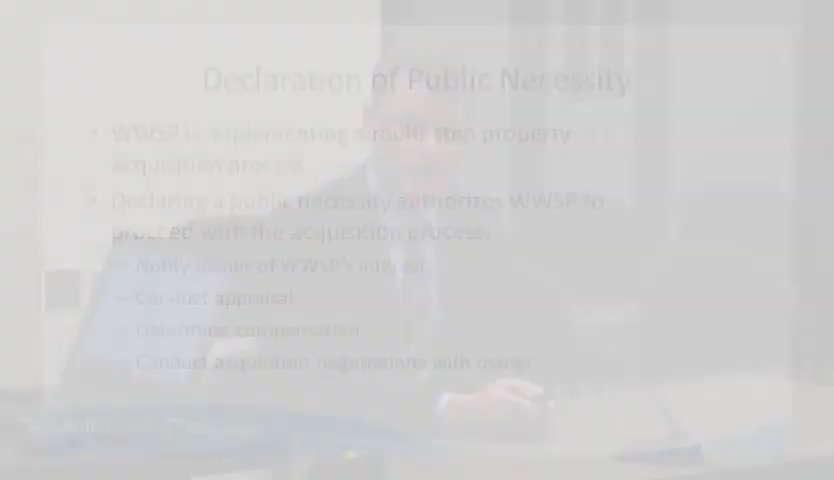 Declaration of Public Necessity
• WWSP is implementing a multi-step property
acquisition process
• Declaring a public necessity authorizes WWSP to
proceed with the acquisition process:
– Notify owner of WWSP's interest
– Conduct appraisal
– Determine compensation
– Conduct acquisition negotiations with owner